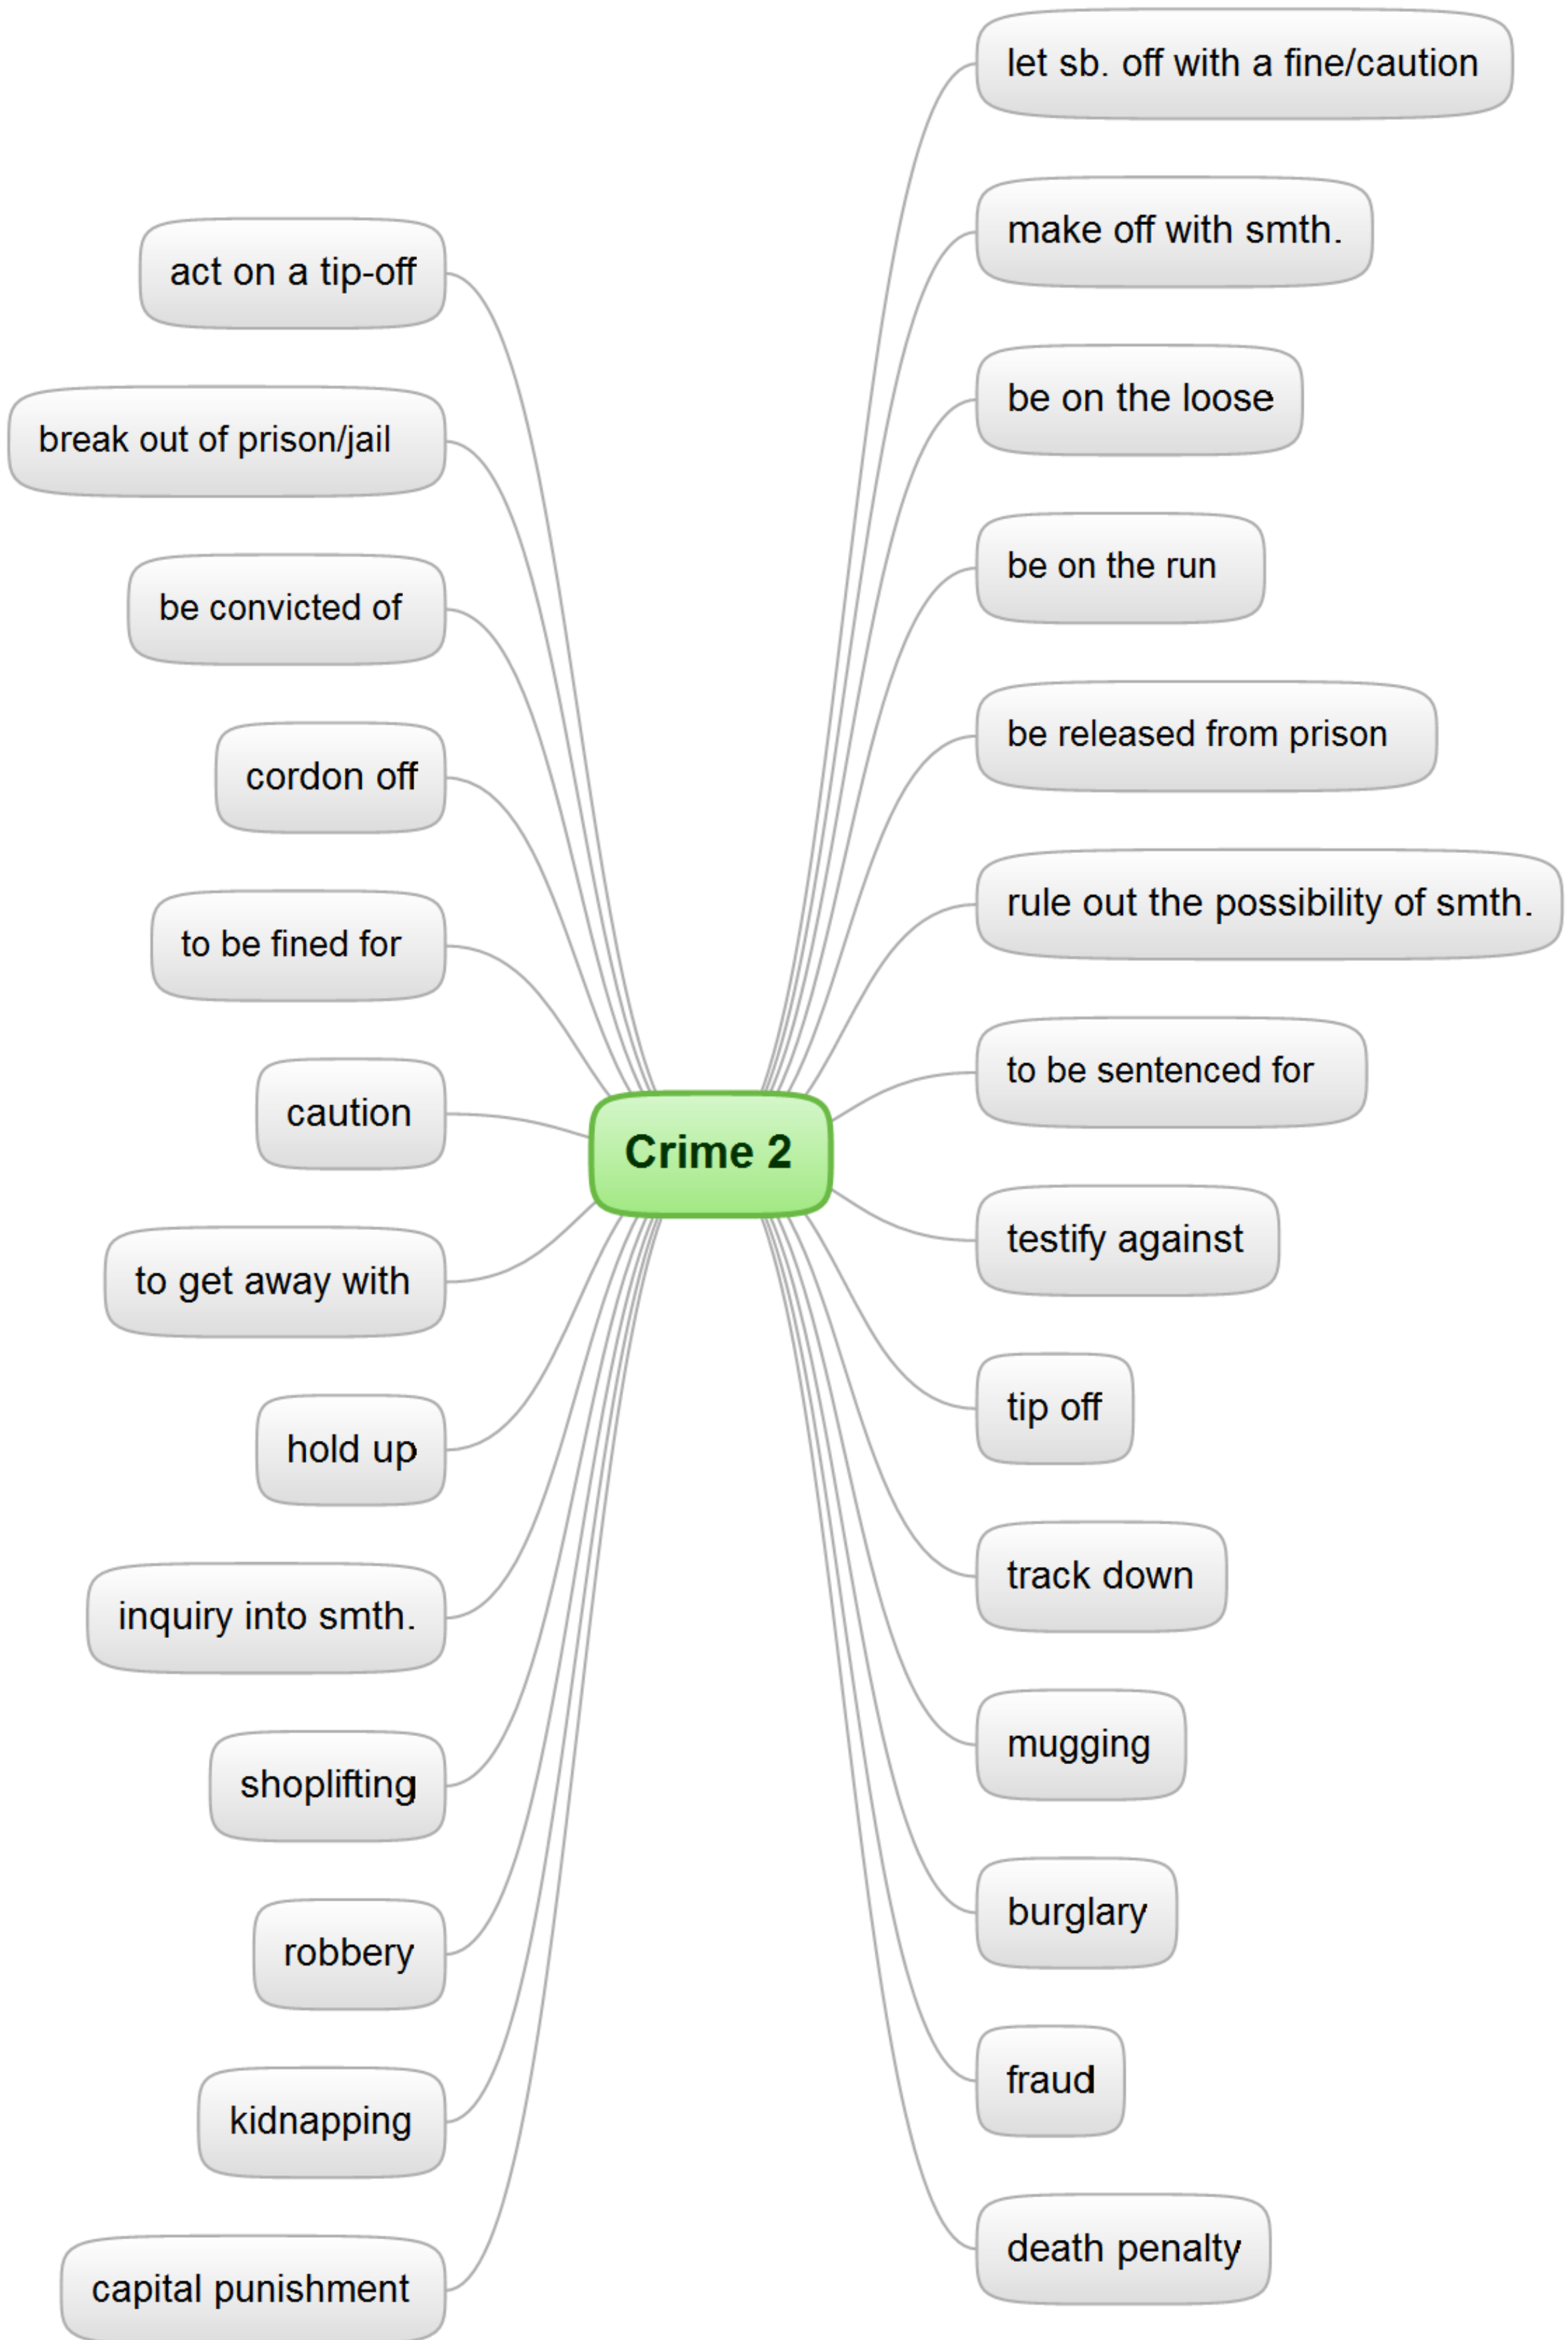 let sb. off with a fine/caution
make off with smth.
be on the loose
be on the run
be released from prison
rule out the possibility of smth.
to be sentenced for
testify against
tip off
track down
mugging
burglary
fraud
death penalty
Crime 2
act on a tip-off
break out of prison/jail
be convicted of
cordon off
to be fined for
caution
to get away with
hold up
inquiry into smth.
shoplifting
robbery
kidnapping
capital punishment